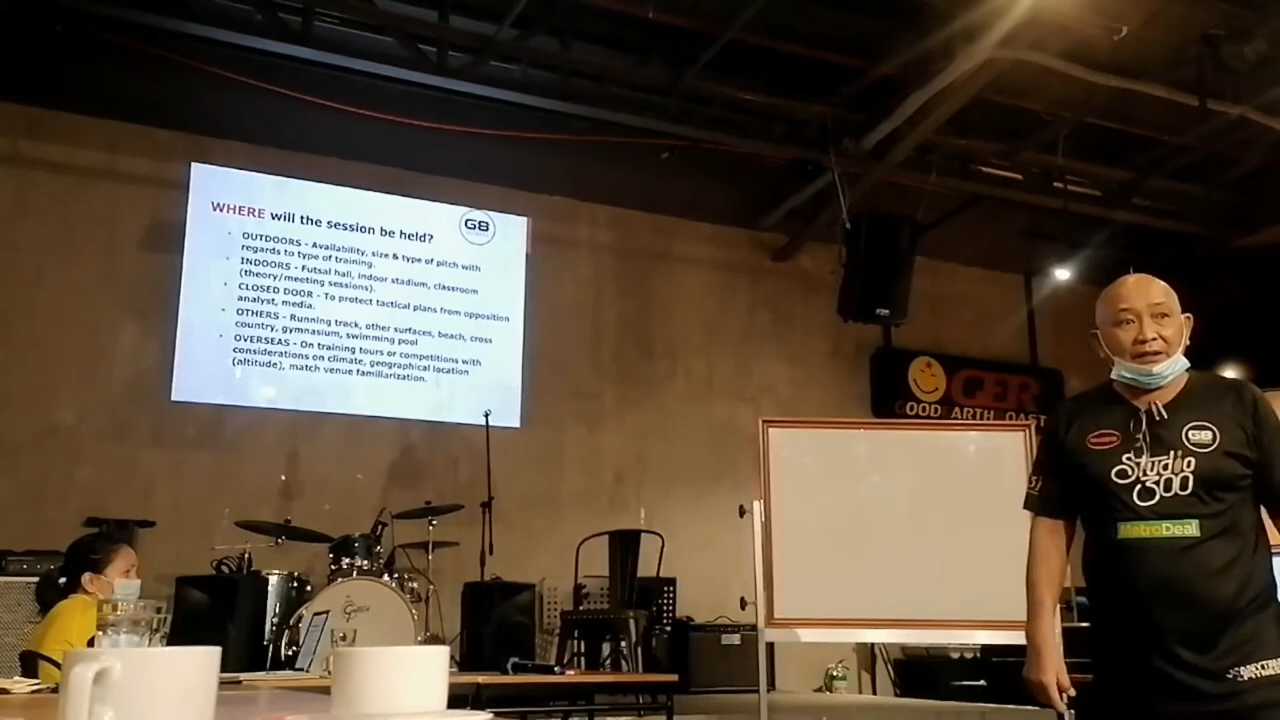 WHERE will the session be held?
G8
OUTDOORS - Availability, size & type of pitch with
regards to type of training.
INDOORS - Futsal hall, indoor stadium, classroom
(theory/meeting sessions).
CLOSED DOOR - To protect tactical plans from opposition
analyst, media.
OTHERS - Running track, other surfaces, beach, cross
country, gymnasium, swimming pool
OVERSEAS - On training tours or competitions with
considerations on climate, geographical location
(altitude), match venue familiarization.
GER
GOOD EARTH ROAST
G8
Studio
300
MetroDeal
Gretsch